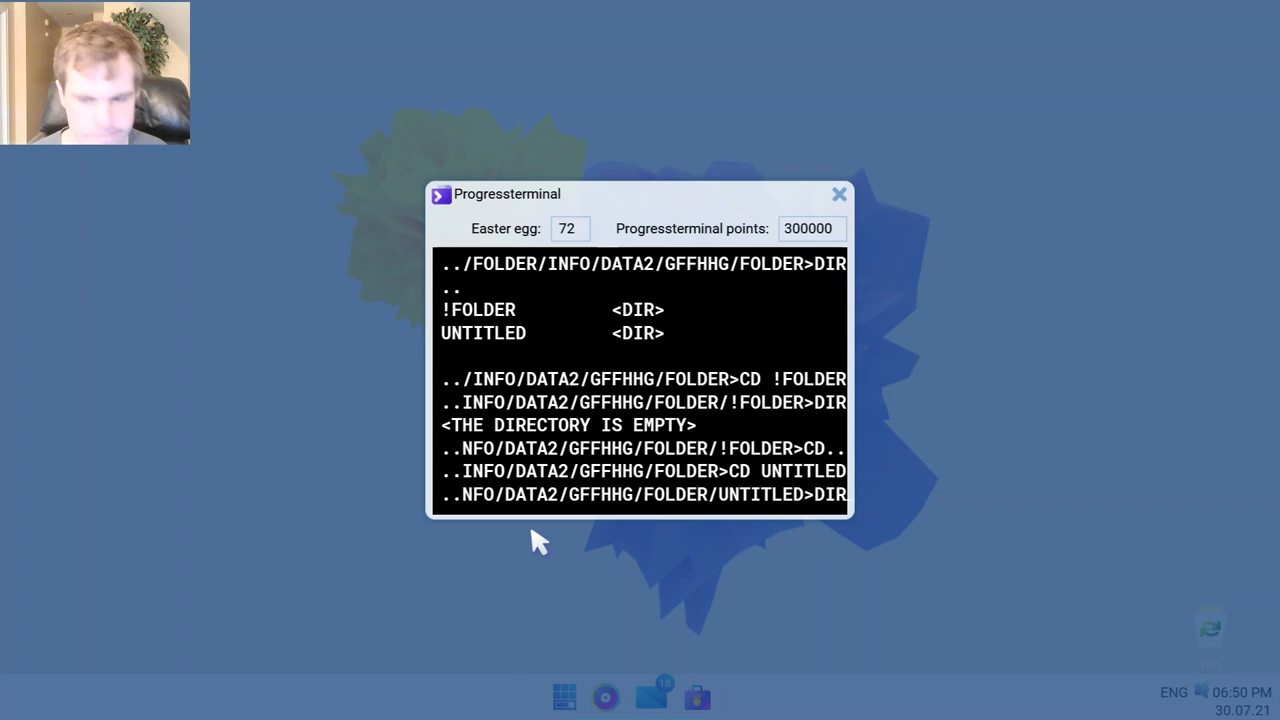 Progressterminal
Easter egg: 72 Progressterminal points: 300000
../FOLDER/INFO/DATA2/GFFHHG/FOLDER>DIR
..
!FOLDER <DIR>
UNTITLED <DIR>
../INFO/DATA2/GFFHHG/FOLDER>CD !FOLDER
..INFO/DATA2/GFFHHG/FOLDER/!FOLDER>DIR
<THE DIRECTORY IS EMPTY>
..NFO/DATA2/GFFHHG/FOLDER/!FOLDER>CD..
..INFO/DATA2/GFFHHG/FOLDER>CD UNTITLED
..NFO/DATA2/GFFHHG/FOLDER/UNTITLED>DIR
Bin
18
ENG 06:50 PM
30.07.21